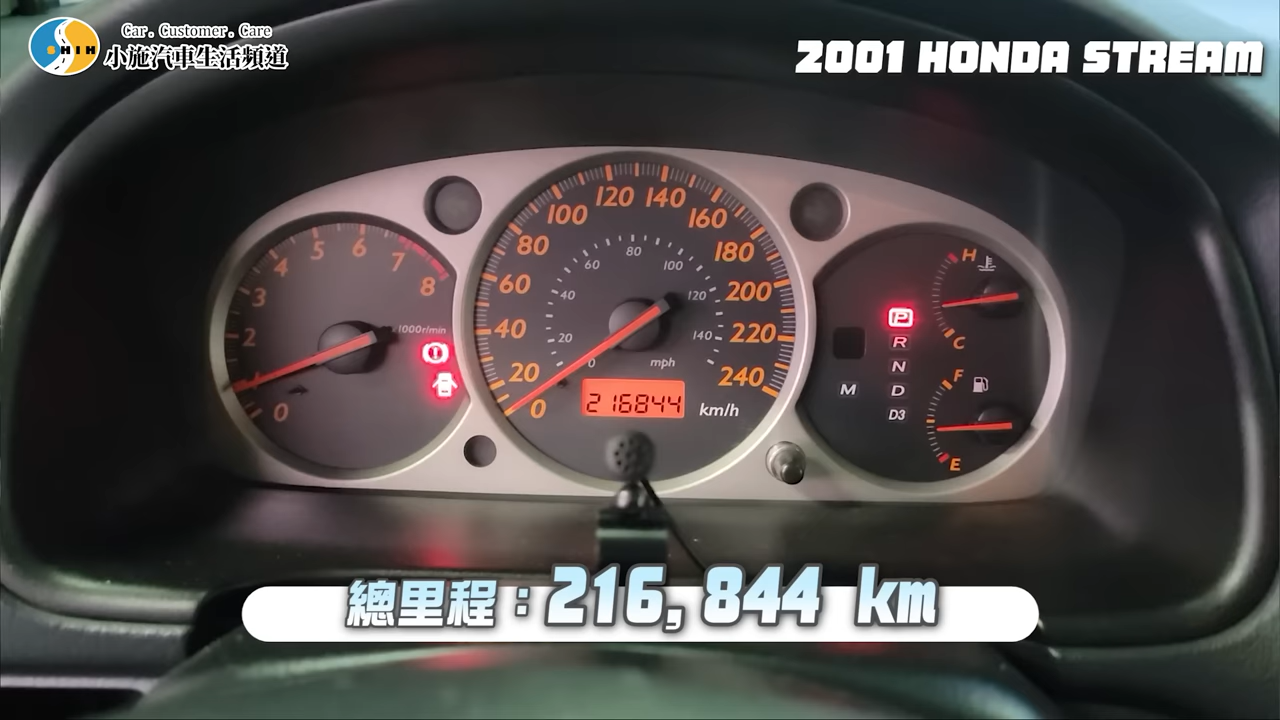 Car. Customer. Care
SHIH
小施汽車生活頻道
2001 HONDA STREAM
0
1
2
3
4
5
6
7
8
1000r/min
0
20
40
60
80
100
120
140
160
180
200
220
240
0
20
40
60
80
100
120
140
mph
216844
km/h
P
R
N
M D
D3
H
C
F
E
總里程：216,844 km